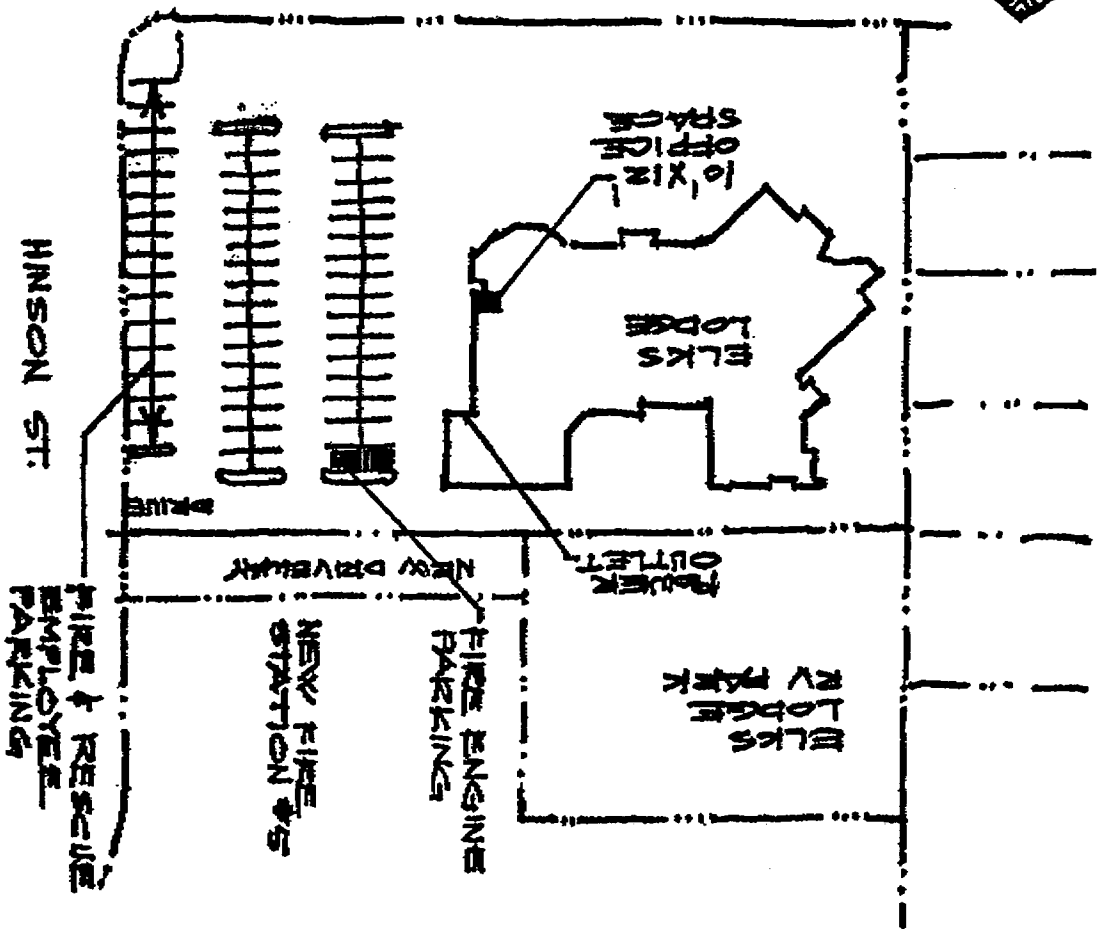 10'X12'
OFFICE
SPACE
ELKS
LODGE
HINSON ST.
DRIVE
NEW DRIVEWAY
POWER
OUTLET
FIRE & RESCUE
EMPLOYEE
PARKING
NEW FIRE
STATION #5
FIRE ENGINE
PARKING
ELKS
LODGE
RV PARK